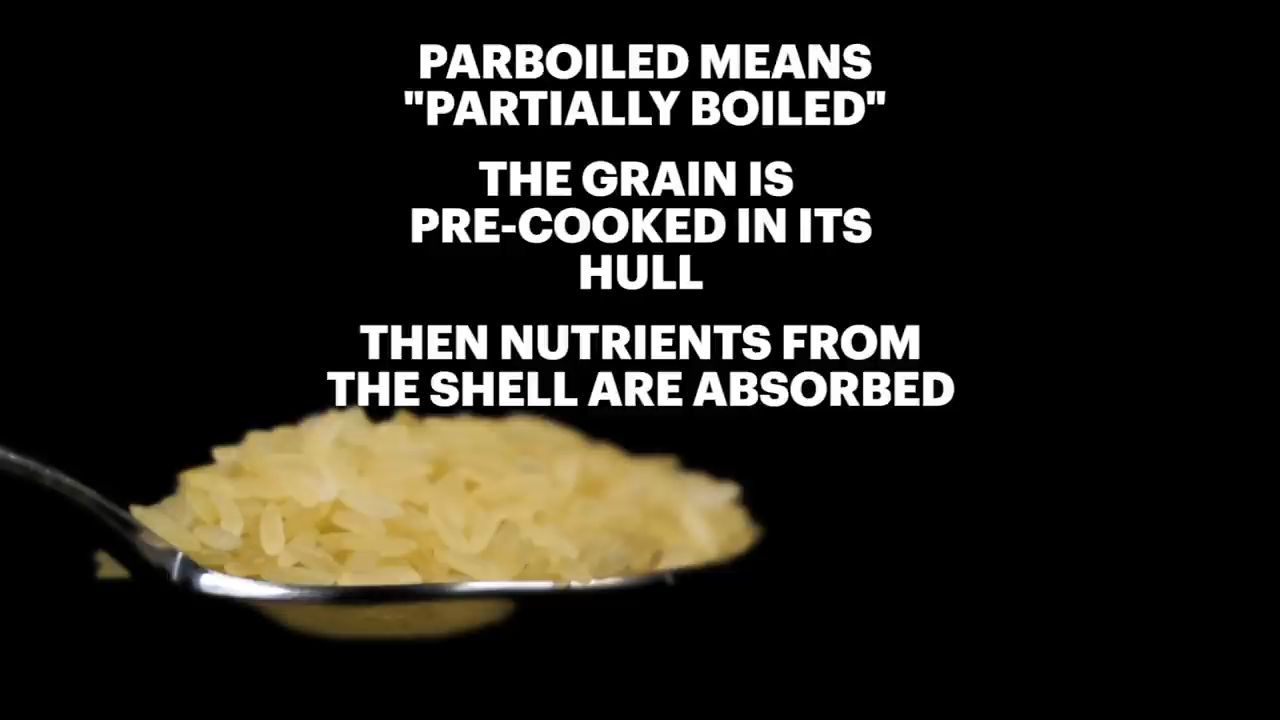 PARBOILED MEANS
"PARTIALLY BOILED"
THE GRAIN IS
PRE-COOKED IN ITS
HULL
THEN NUTRIENTS FROM
THE SHELL ARE ABSORBED